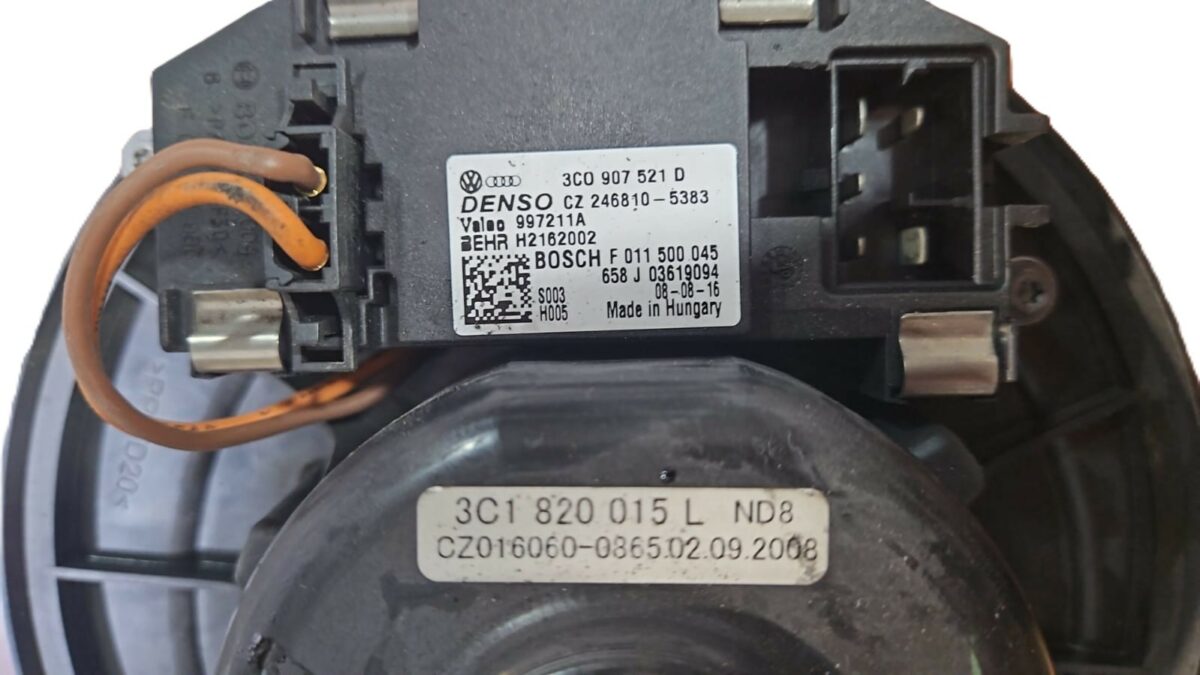 3C0 907 521 D
DENSO CZ 246810-5383
Valeo 997211A
BEHR H2162002
BOSCH F 011 500 045
658 J 03619094
08-08-16
S003
H005
Made in Hungary
3C1 820 015 L ND8
CZ016060-0865 02.09.2008